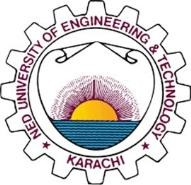 NED UNIVERSITY OF ENGINEERING & TECHNOLOGY
KARACHI